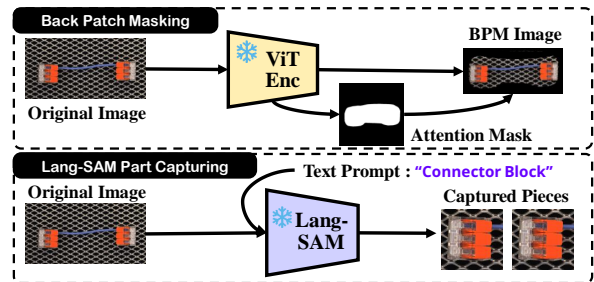 Back Patch Masking
BPM Image
ViT
Enc
Original Image
Attention Mask
Lang-SAM Part Capturing
Original Image
Text Prompt : “Connector Block”
Captured Pieces
Lang-
SAM